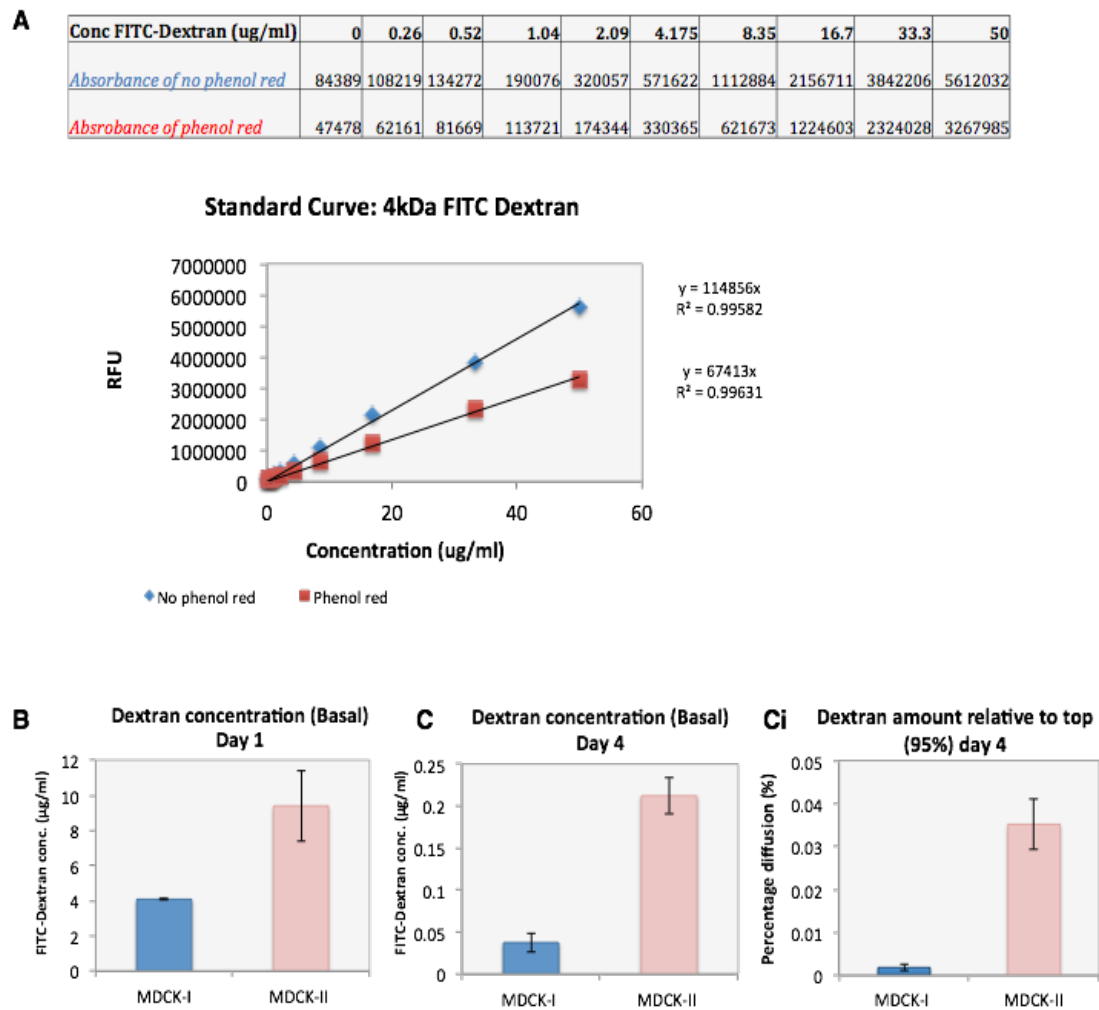 A
Conc FITC-Dextran (ug/ml) 0 0.26 0.52 1.04 2.09 4.175 8.35 16.7 33.3 50
Absorbance of no phenol red 84389 108219 134272 190076 320057 571622 1112884 2156711 3842206 5612032
Absrobance of phenol red 47478 62161 81669 113721 174344 330365 621673 1224603 2324028 3267985
Standard Curve: 4kDa FITC Dextran
7000000
6000000
5000000
4000000
3000000
2000000
1000000
0
RFU
0 20 40 60
Concentration (ug/ml)
y = 114856x
R² = 0.99582
y = 67413x
R² = 0.99631
No phenol red Phenol red
B
Dextran concentration (Basal)
Day 1
FITC-Dextran conc. (µg/ml)
12
10
8
6
4
2
0
MDCK-I MDCK-II
C
Dextran concentration (Basal)
Day 4
FITC-Dextran conc. (µg/ml)
0.25
0.2
0.15
0.1
0.05
0
MDCK-I MDCK-II
Ci
Dextran amount relative to top
(95%) day 4
Percentage diffusion (%)
0.05
0.04
0.03
0.02
0.01
0
MDCK-I MDCK-II